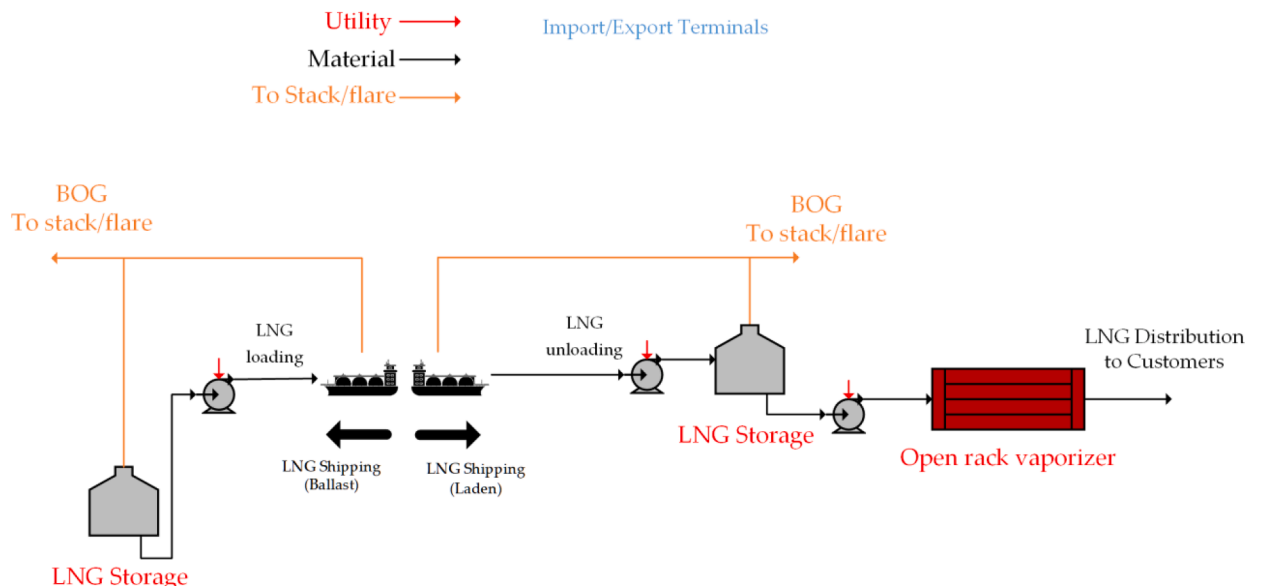 Utility
Import/Export Terminals
Material
To Stack/flare
BOG
To stack/flare
BOG
To stack/flare
LNG
loading
LNG
unloading
LNG Distribution
to Customers
LNG Storage
Open rack vaporizer
LNG Shipping
(Ballast)
LNG Shipping
(Laden)
LNG Storage